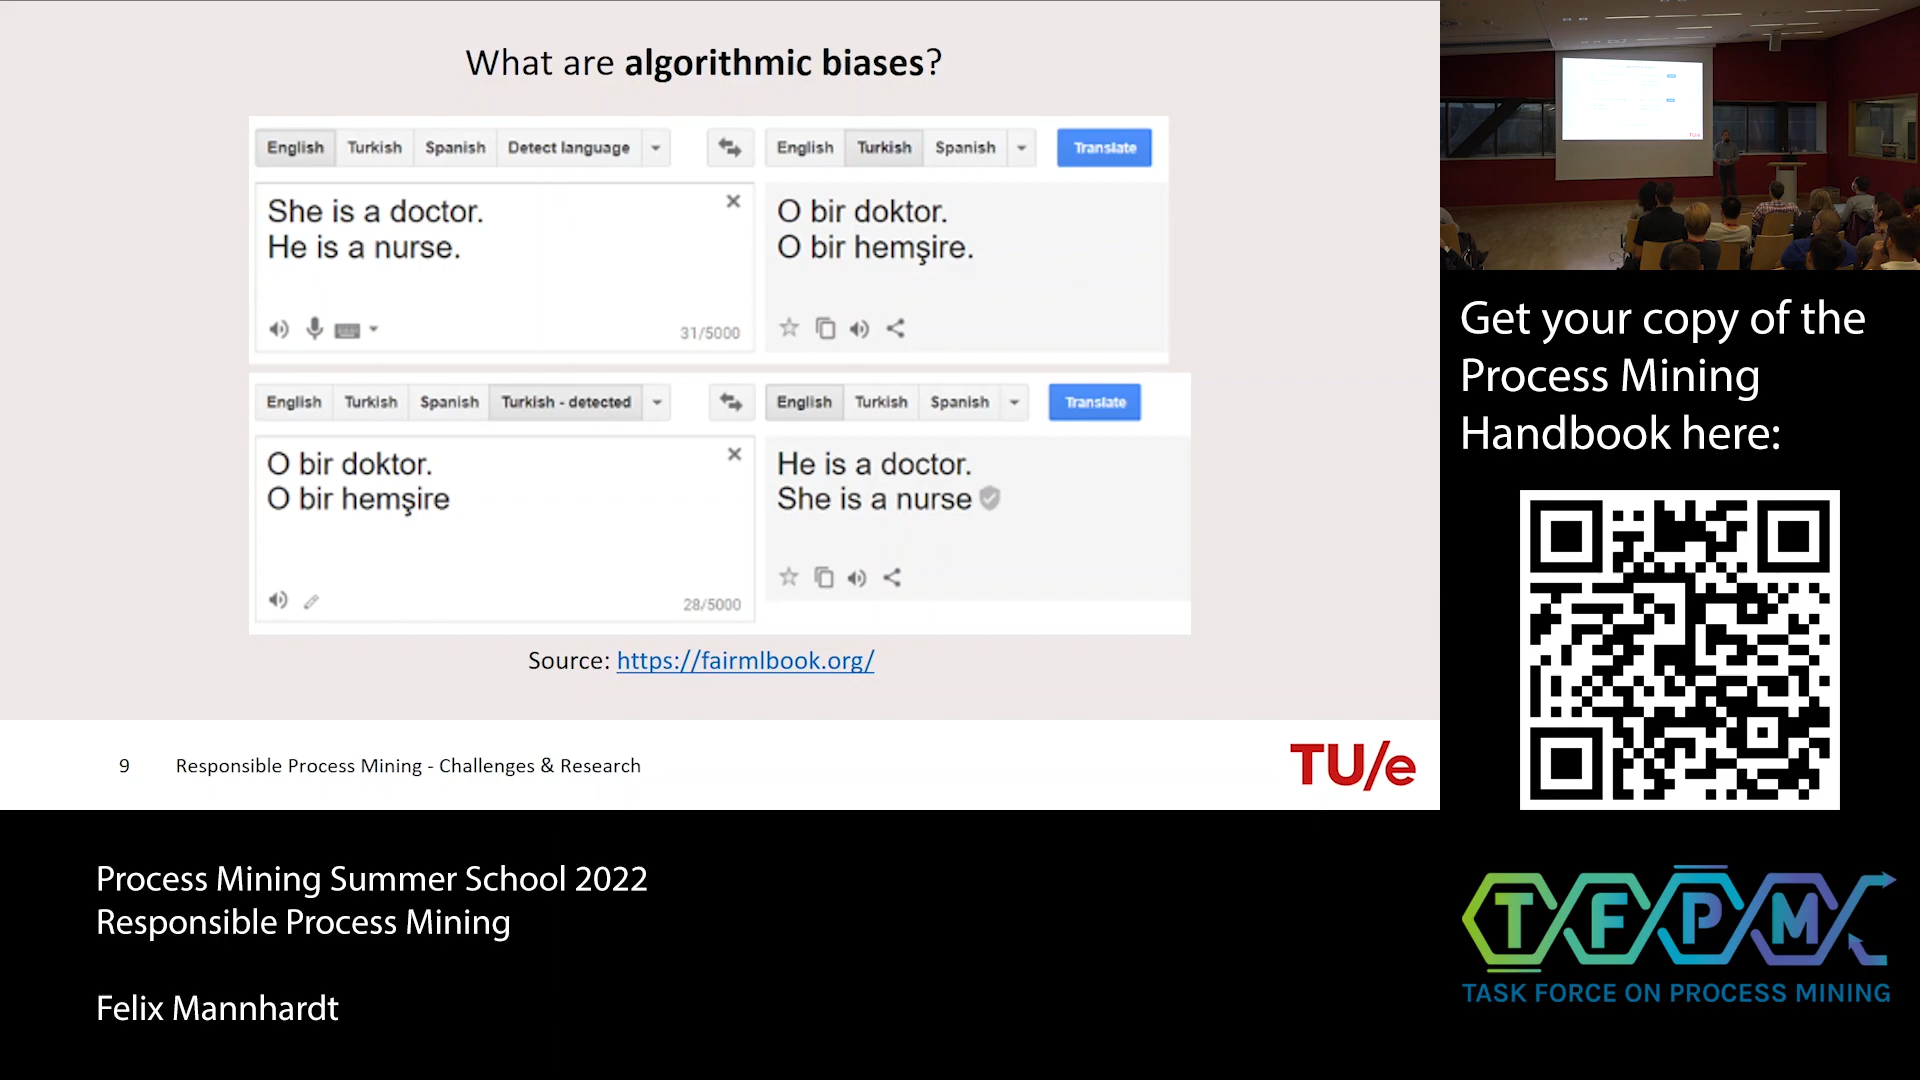 What are algorithmic biases?
English Turkish Spanish Detect language
English Turkish Spanish Translate
She is a doctor.
He is a nurse.
31/5000
O bir doktor.
O bir hemşire.
English Turkish Spanish Turkish - detected
English Turkish Spanish Translate
O bir doktor.
O bir hemşire
28/5000
He is a doctor.
She is a nurse
Source: https://fairmlbook.org/
9 Responsible Process Mining - Challenges & Research
TU/e
Get your copy of the
Process Mining
Handbook here:
Process Mining Summer School 2022
Responsible Process Mining
Felix Mannhardt
TFPM
TASK FORCE ON PROCESS MINING